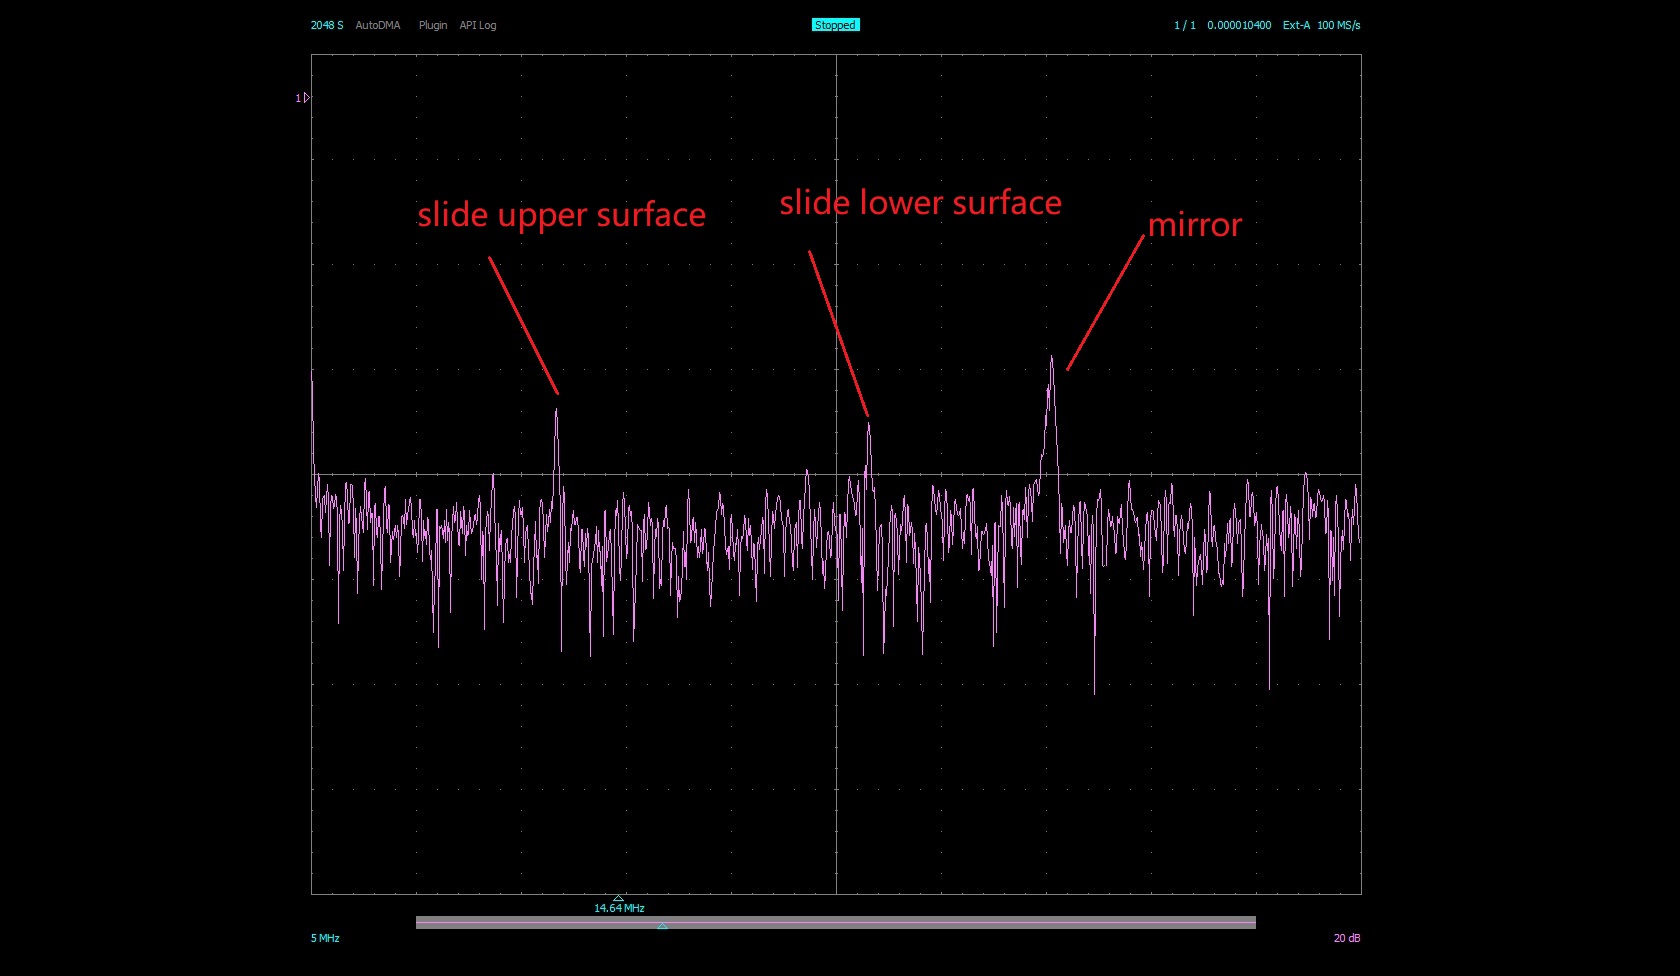 2048 S AutoDMA Plugin API Log Stopped 1 / 1 0.000010400 Ext-A 100 MS/s
1
slide upper surface
slide lower surface
mirror
14.64 MHz
5 MHz 20 dB